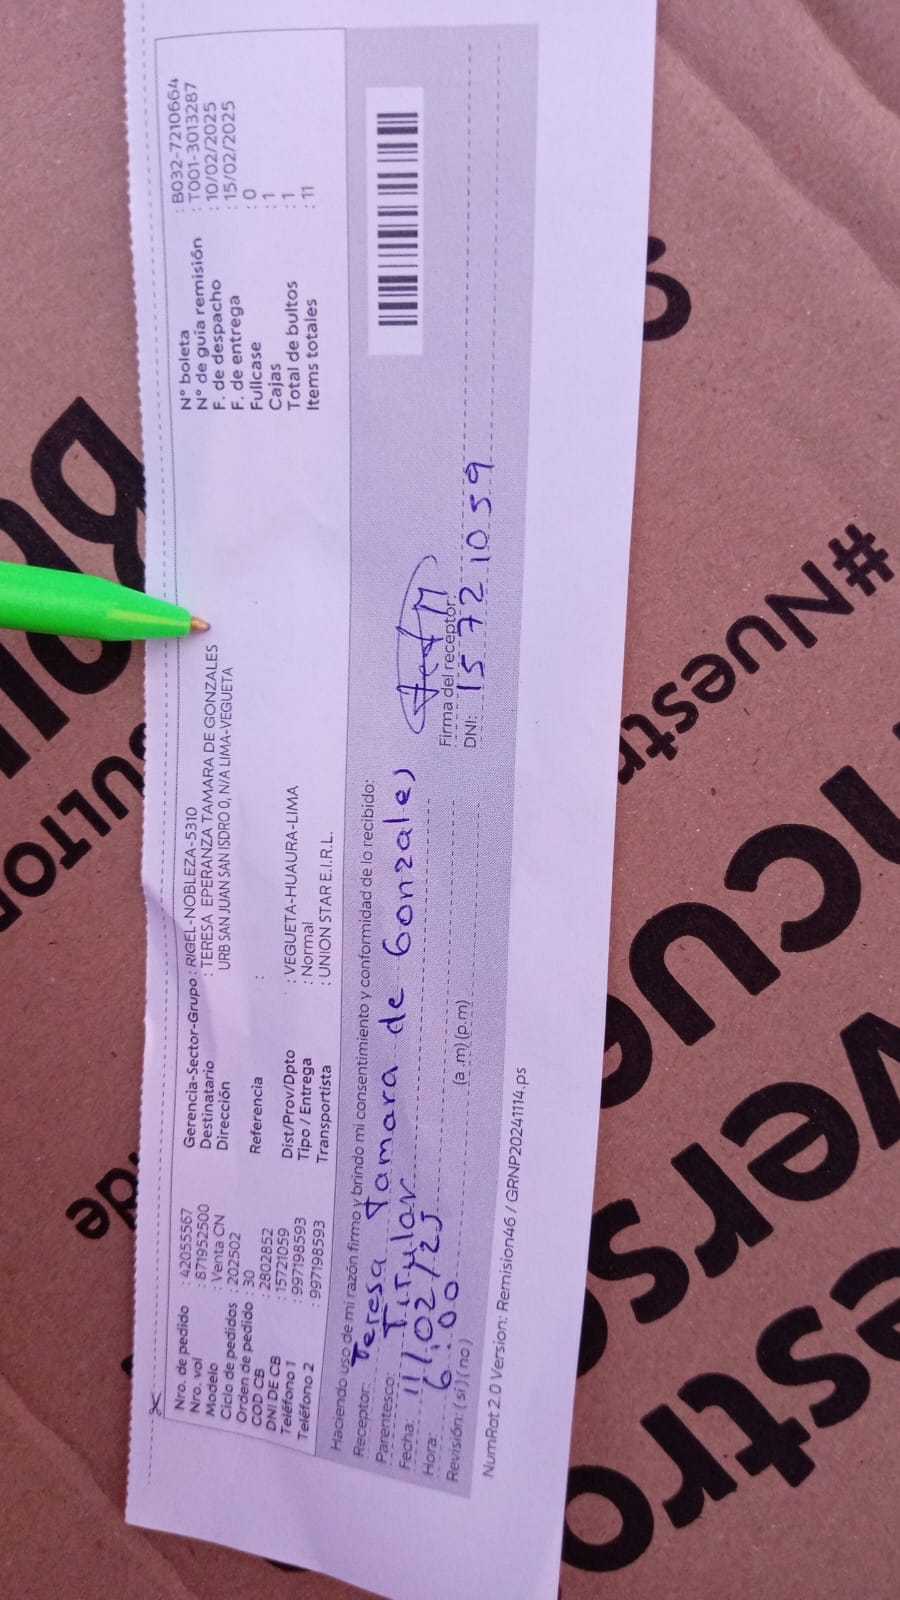 Nro. de pedido : 42055567
Nro. vol : 871952500
Modelo : Venta CN
Ciclo de pedidos : 202502
Orden de pedido : 30
COD CB : 2802852
DNI DE CB : 15721059
Teléfono 1 : 997198593
Teléfono 2 : 997198593
Gerencia-Sector-Grupo : RIGEL-NOBLEZA-5310
Destinatario : TERESA EPERANZA TAMARA DE GONZALES
Dirección URB SAN JUAN SAN ISDRO 0, N/A LIMA-VEGUETA
Referencia :
Dist/Prov/Dpto : VEGUETA-HUAURA-LIMA
Tipo / Entrega : Normal
Transportista : UNION STAR E.I.R.L.
N° boleta : B032-7210664
N° de guía remisión : T001-3013287
F. de despacho : 10/02/2025
F. de entrega : 15/02/2025
Fullcase : 0
Cajas : 1
Total de bultos : 1
Items totales : 11
Haciendo uso de mi razón firmo y brindo mi consentimiento y conformidad de lo recibido:
Receptor: Teresa Tamara de Gonzales
Parentesco: Titular
Fecha: 11/02/25
Hora: 6:00 (a.m) (p.m)
Revisión: ( si ) ( no )
Firma del receptor:
DNI: 15721059
NumRot 2.0 Version: Remision46 / GRNP20241114.ps
#Nuestr